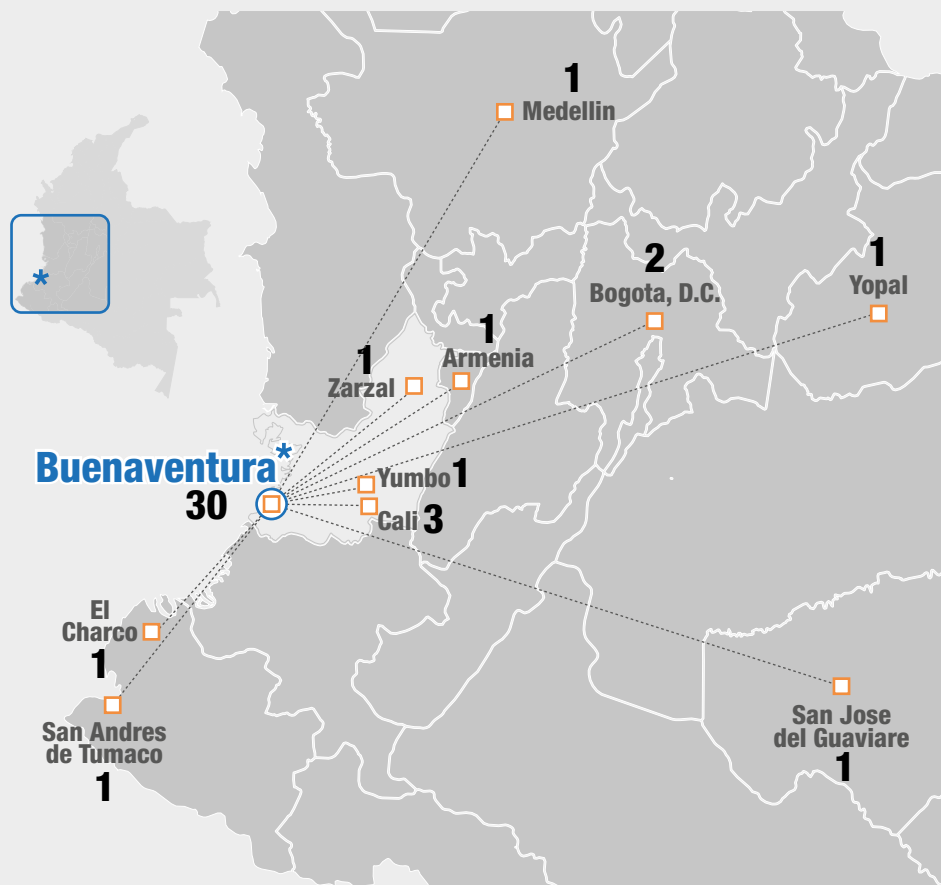 1
Medellin
2
Bogota, D.C.
1
Yopal
1
Armenia
1
Zarzal
*
Buenaventura*
30
Yumbo 1
Cali 3
El
Charco
1
San Andres
de Tumaco
1
San Jose
del Guaviare
1